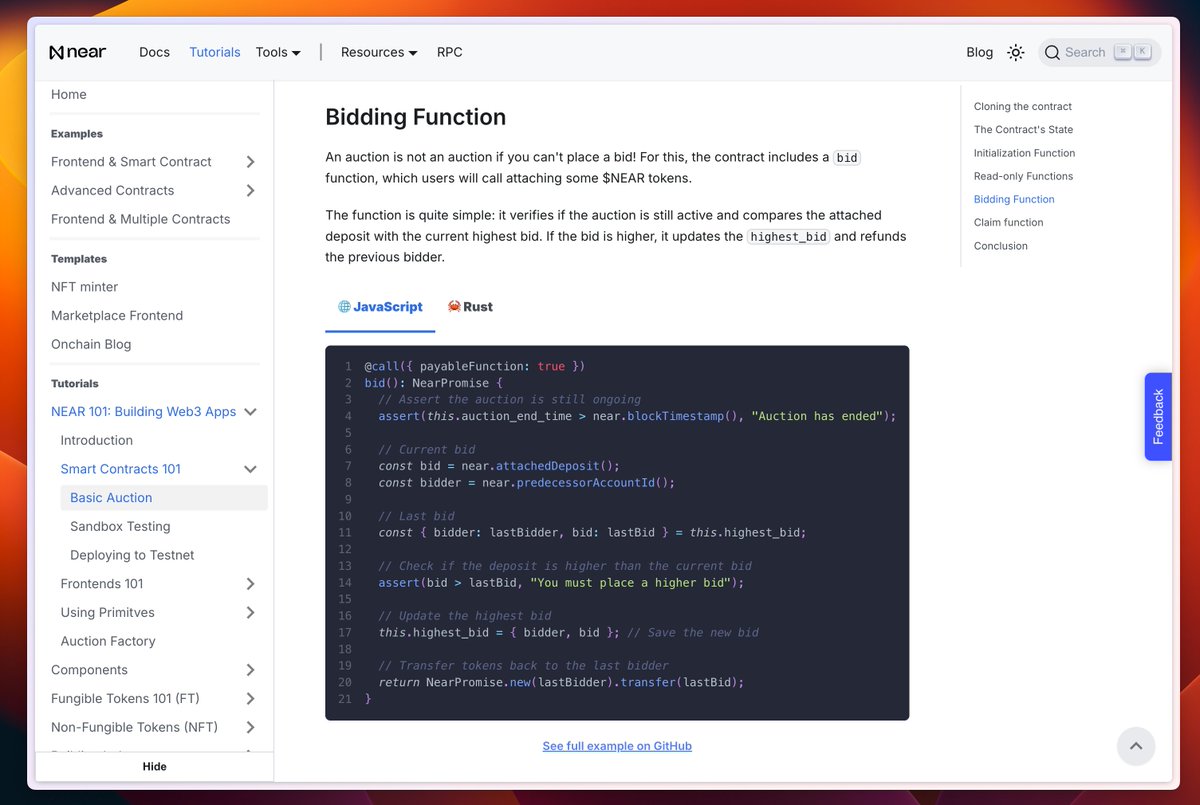 near
Docs Tutorials Tools | Resources RPC
Blog Search ⌘ K
Home
Examples
Frontend & Smart Contract
Advanced Contracts
Frontend & Multiple Contracts
Templates
NFT minter
Marketplace Frontend
Onchain Blog
Tutorials
NEAR 101: Building Web3 Apps
Introduction
Smart Contracts 101
Basic Auction
Sandbox Testing
Deploying to Testnet
Frontends 101
Using Primitves
Auction Factory
Components
Fungible Tokens 101 (FT)
Non-Fungible Tokens (NFT)
Hide
Bidding Function
An auction is not an auction if you can't place a bid! For this, the contract includes a bid
function, which users will call attaching some $NEAR tokens.
The function is quite simple: it verifies if the auction is still active and compares the attached
deposit with the current highest bid. If the bid is higher, it updates the highest_bid and refunds
the previous bidder.
JavaScript Rust
1 @call({ payableFunction: true })
2 bid(): NearPromise {
3 // Assert the auction is still ongoing
4 assert(this.auction_end_time > near.blockTimestamp(), "Auction has ended");
5
6 // Current bid
7 const bid = near.attachedDeposit();
8 const bidder = near.predecessorAccountId();
9
10 // Last bid
11 const { bidder: lastBidder, bid: lastBid } = this.highest_bid;
12
13 // Check if the deposit is higher than the current bid
14 assert(bid > lastBid, "You must place a higher bid");
15
16 // Update the highest bid
17 this.highest_bid = { bidder, bid }; // Save the new bid
18
19 // Transfer tokens back to the last bidder
20 return NearPromise.new(lastBidder).transfer(lastBid);
21 }
See full example on GitHub
Cloning the contract
The Contract's State
Initialization Function
Read-only Functions
Bidding Function
Claim function
Conclusion
Feedback